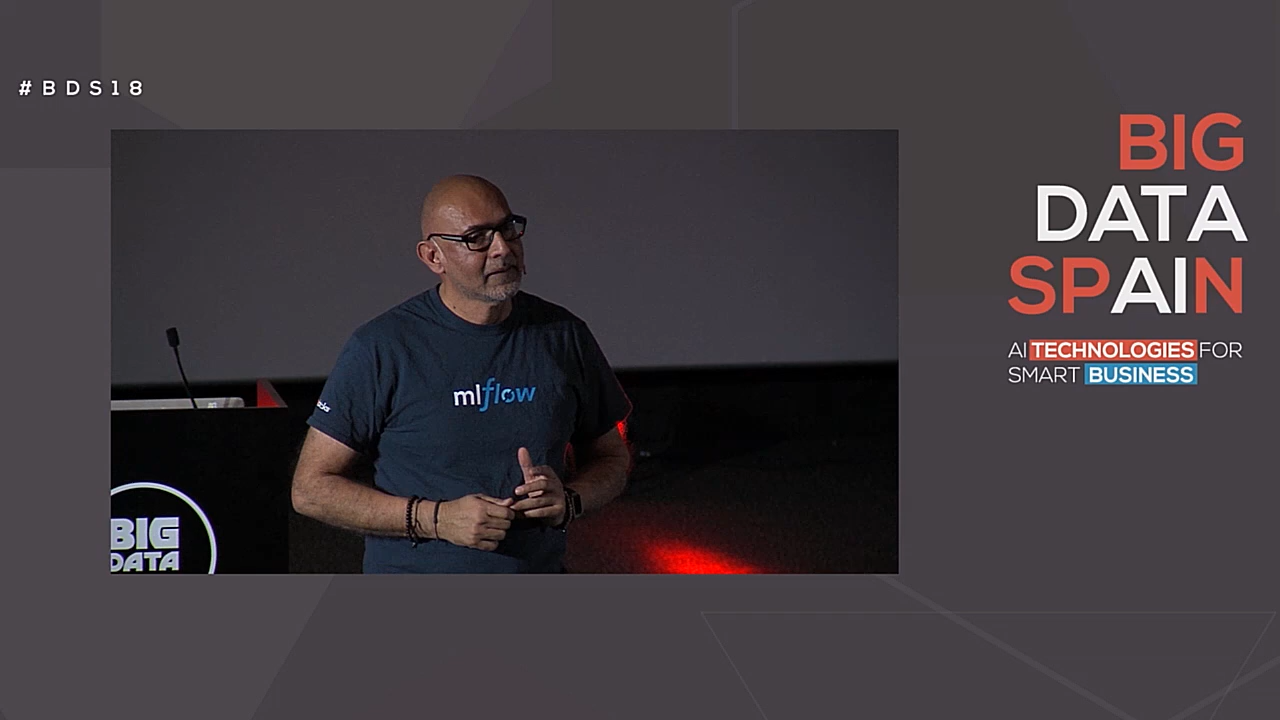 #BDS18
BIG
DATA
SPAIN
AI TECHNOLOGIES FOR
SMART BUSINESS
mlflow
BIG
DATA